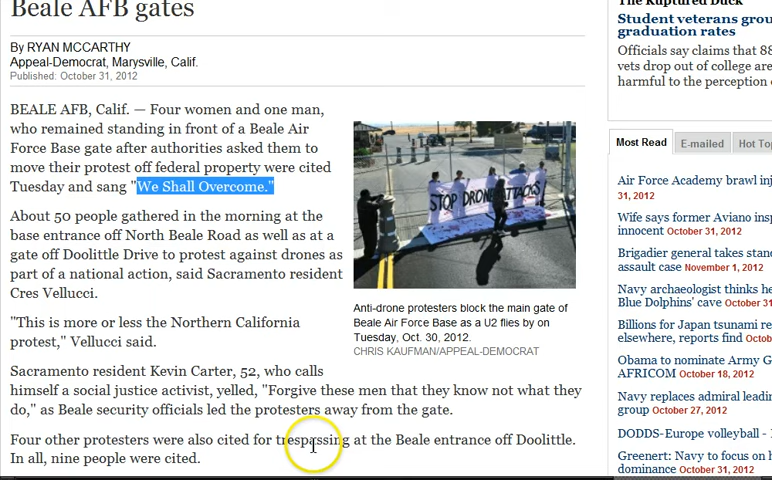 Beale AFB gates
By RYAN MCCARTHY
Appeal-Democrat, Marysville, Calif.
Published: October 31, 2012
BEALE AFB, Calif. — Four women and one man,
who remained standing in front of a Beale Air
Force Base gate after authorities asked them to
move their protest off federal property were cited
Tuesday and sang "We Shall Overcome."
About 50 people gathered in the morning at the
base entrance off North Beale Road as well as at a
gate off Doolittle Drive to protest against drones as
part of a national action, said Sacramento resident
Cres Vellucci.
"This is more or less the Northern California
protest," Vellucci said.
Sacramento resident Kevin Carter, 52, who calls
himself a social justice activist, yelled, "Forgive these men that they know not what they
do," as Beale security officials led the protesters away from the gate.
Four other protesters were also cited for trespassing at the Beale entrance off Doolittle.
In all, nine people were cited.
STOP DRONE ATTACKS
Anti-drone protesters block the main gate of
Beale Air Force Base as a U2 flies by on
Tuesday, Oct. 30, 2012.
CHRIS KAUFMAN/APPEAL-DEMOCRAT
The Ruptured Duck
Student veterans grou
graduation rates
Officials say claims that 88
vets drop out of college are
harmful to the perception o
Most Read E-mailed Hot Top
Air Force Academy brawl inj
31, 2012
Wife says former Aviano insp
innocent October 31, 2012
Brigadier general takes stand
assault case November 1, 2012
Navy archaeologist thinks he
Blue Dolphins' cave October 31
Billions for Japan tsunami re
elsewhere, reports find Octob
Obama to nominate Army G
AFRICOM October 18, 2012
Navy replaces admiral leadin
group October 27, 2012
DODDS-Europe volleyball -
Greenert: Navy to focus on h
dominance October 31, 2012